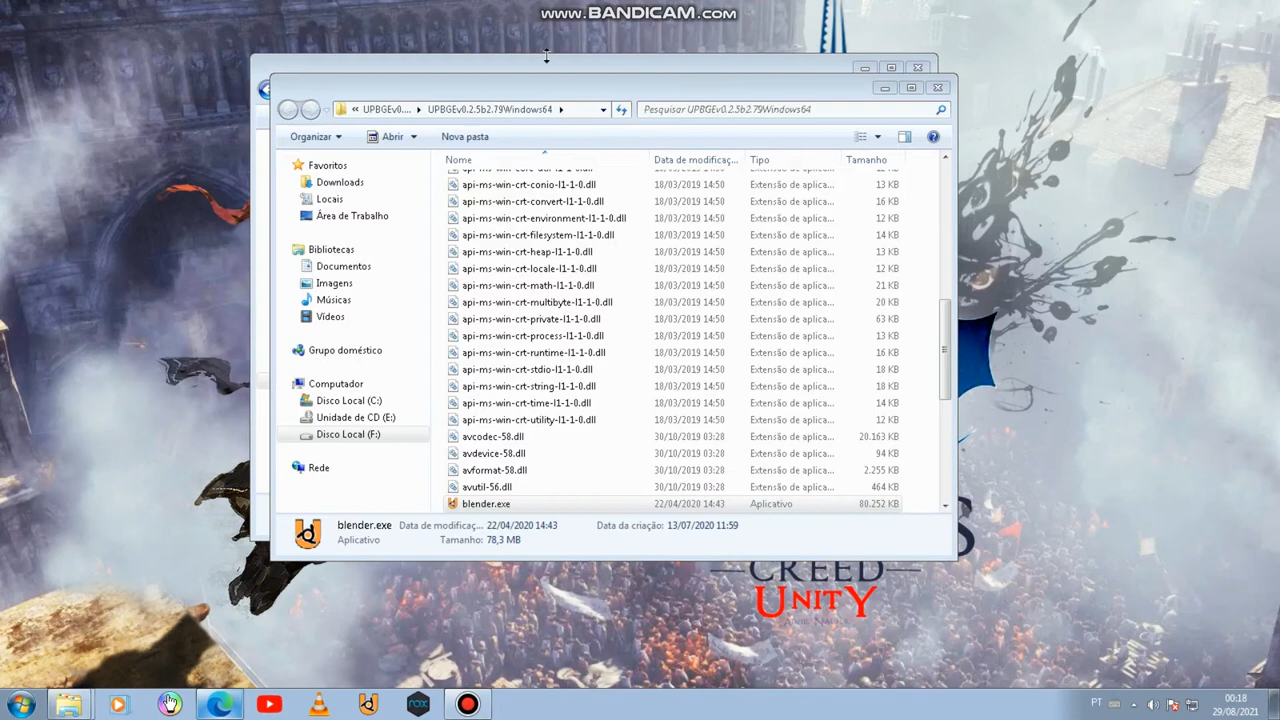 www.BANDICAM.com
« UPBGEv0.... ▸ UPBGEv0.2.5b2.79Windows64 ▸
Pesquisar UPBGEv0.2.5b2.79Windows64
Organizar Abrir Nova pasta
Nome Data de modificaç... Tipo Tamanho
api-ms-win-crt-conio-l1-1-0.dll 18/03/2019 14:50 Extensão de aplica... 13 KB
api-ms-win-crt-convert-l1-1-0.dll 18/03/2019 14:50 Extensão de aplica... 16 KB
api-ms-win-crt-environment-l1-1-0.dll 18/03/2019 14:50 Extensão de aplica... 13 KB
api-ms-win-crt-filesystem-l1-1-0.dll 18/03/2019 14:50 Extensão de aplica... 14 KB
api-ms-win-crt-heap-l1-1-0.dll 18/03/2019 14:50 Extensão de aplica... 13 KB
api-ms-win-crt-locale-l1-1-0.dll 18/03/2019 14:50 Extensão de aplica... 12 KB
api-ms-win-crt-math-l1-1-0.dll 18/03/2019 14:50 Extensão de aplica... 21 KB
api-ms-win-crt-multibyte-l1-1-0.dll 18/03/2019 14:50 Extensão de aplica... 20 KB
api-ms-win-crt-private-l1-1-0.dll 18/03/2019 14:50 Extensão de aplica... 63 KB
api-ms-win-crt-process-l1-1-0.dll 18/03/2019 14:50 Extensão de aplica... 13 KB
api-ms-win-crt-runtime-l1-1-0.dll 18/03/2019 14:50 Extensão de aplica... 16 KB
api-ms-win-crt-stdio-l1-1-0.dll 18/03/2019 14:50 Extensão de aplica... 18 KB
api-ms-win-crt-string-l1-1-0.dll 18/03/2019 14:50 Extensão de aplica... 18 KB
api-ms-win-crt-time-l1-1-0.dll 18/03/2019 14:50 Extensão de aplica... 14 KB
api-ms-win-crt-utility-l1-1-0.dll 18/03/2019 14:50 Extensão de aplica... 12 KB
avcodec-58.dll 30/10/2019 03:28 Extensão de aplica... 20.163 KB
avdevice-58.dll 30/10/2019 03:28 Extensão de aplica... 94 KB
avformat-58.dll 30/10/2019 03:28 Extensão de aplica... 2.255 KB
avutil-56.dll 30/10/2019 03:28 Extensão de aplica... 464 KB
blender.exe 22/04/2020 14:43 Aplicativo 80.252 KB
Favoritos
Downloads
Locais
Área de Trabalho
Bibliotecas
Documentos
Imagens
Músicas
Vídeos
Grupo doméstico
Computador
Disco Local (C:)
Unidade de CD (E:)
Disco Local (F:)
Rede
blender.exe Data de modificaç... 22/04/2020 14:43 Data da criação: 13/07/2020 11:59
Aplicativo Tamanho: 78,3 MB
CREED
UNITY
PT
00:18
29/08/2021